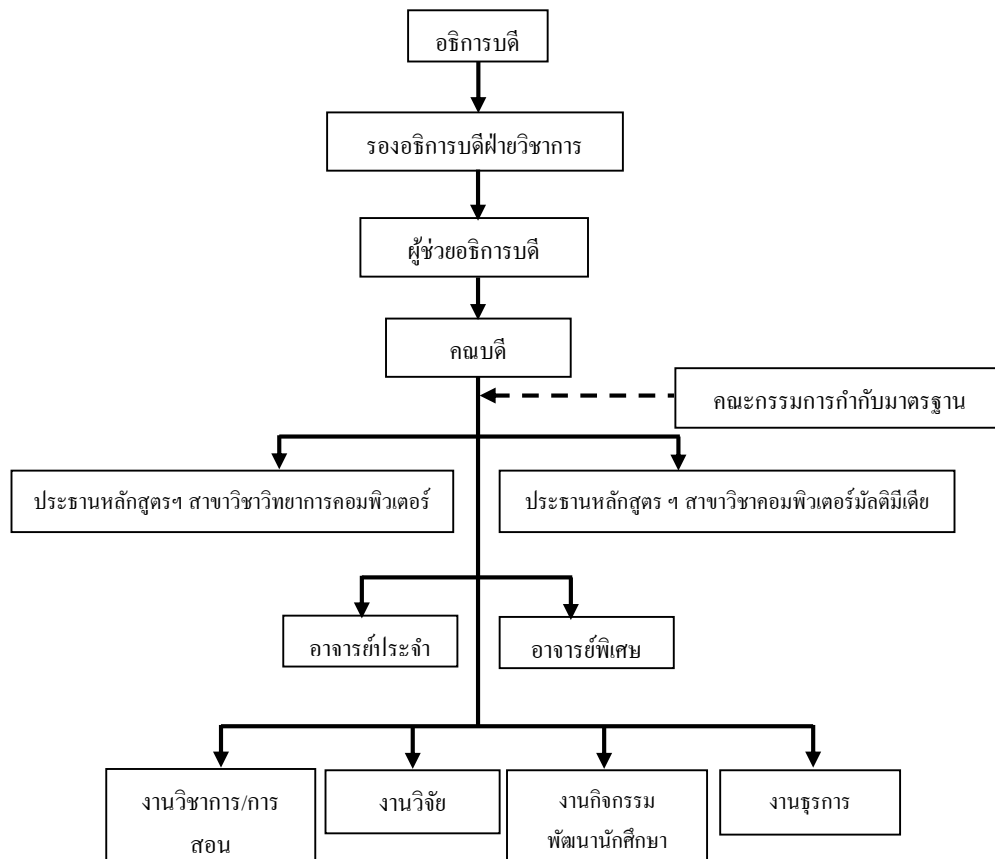 อธิการบดี
รองอธิการบดีฝ่ายวิชาการ
ผู้ช่วยอธิการบดี
คณบดี
คณะกรรมการกำกับมาตรฐาน
ประธานหลักสูตรฯ สาขาวิชาวิทยาการคอมพิวเตอร์
ประธานหลักสูตร ฯ สาขาวิชาคอมพิวเตอร์มัลติมีเดีย
อาจารย์ประจำ
อาจารย์พิเศษ
งานวิชาการ/การ
สอน
งานวิจัย
งานกิจกรรม
พัฒนานักศึกษา
งานธุรการ